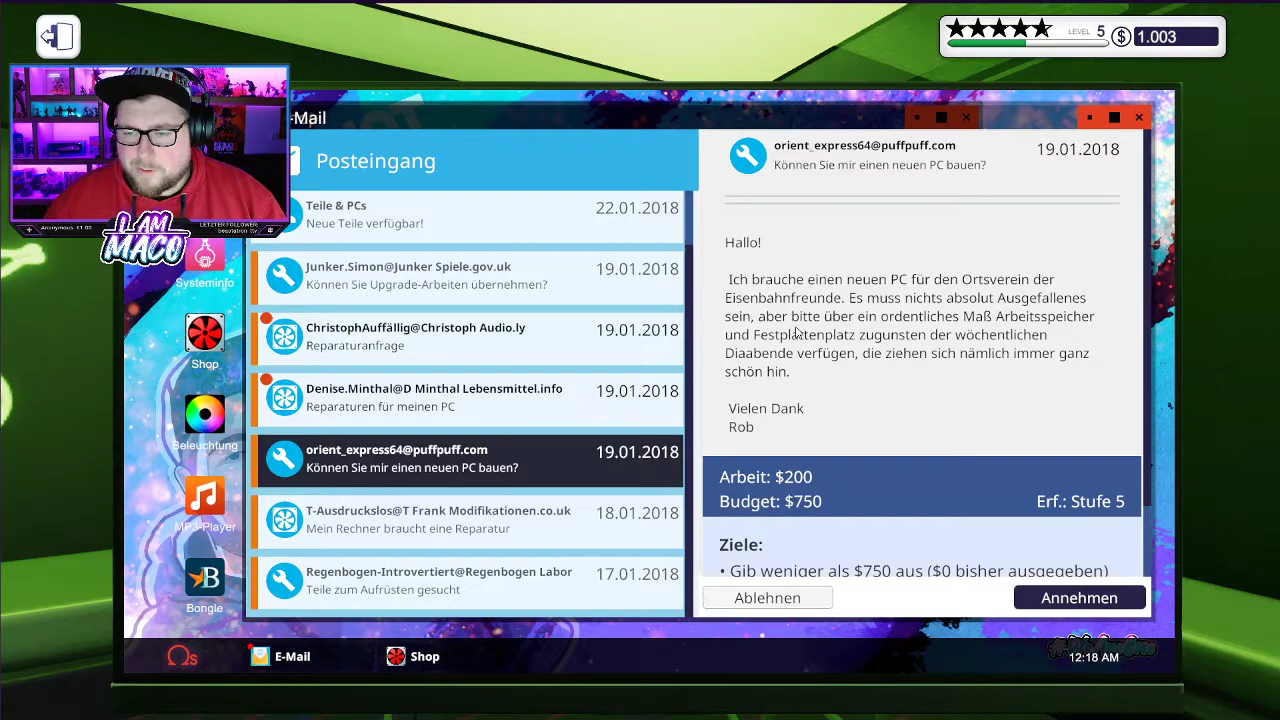 LEVEL 5 $ 1.003
-Mail
Posteingang
Teile & PCs
Neue Teile verfügbar!
22.01.2018
Junker.Simon@Junker Spiele.gov.uk
Können Sie Upgrade-Arbeiten übernehmen?
19.01.2018
ChristophAuffällig@Christoph Audio.ly
Reparaturanfrage
19.01.2018
Denise.Minthal@D Minthal Lebensmittel.info
Reparaturen für meinen PC
19.01.2018
orient_express64@puffpuff.com
Können Sie mir einen neuen PC bauen?
19.01.2018
T-Ausdruckslos@T Frank Modifikationen.co.uk
Mein Rechner braucht eine Reparatur
18.01.2018
Regenbogen-Introvertiert@Regenbogen Labor
Teile zum Aufrüsten gesucht
17.01.2018
orient_express64@puffpuff.com
Können Sie mir einen neuen PC bauen?
19.01.2018
Hallo!
Ich brauche einen neuen PC für den Ortsverein der
Eisenbahnfreunde. Es muss nichts absolut Ausgefallenes
sein, aber bitte über ein ordentliches Maß Arbeitsspeicher
und Festplattenplatz zugunsten der wöchentlichen
Diaabende verfügen, die ziehen sich nämlich immer ganz
schön hin.
Vielen Dank
Rob
Arbeit: $200
Budget: $750
Erf.: Stufe 5
Ziele:
• Gib weniger als $750 aus ($0 bisher ausgegeben)
Ablehnen
Annehmen
Anonymous: €1.00
LETZTER FOLLOWER
I AM
MACO
Systeminfo
Shop
Beleuchtung
MP3-Player
B
Bongle
Ωs
E-Mail
Shop
12:18 AM